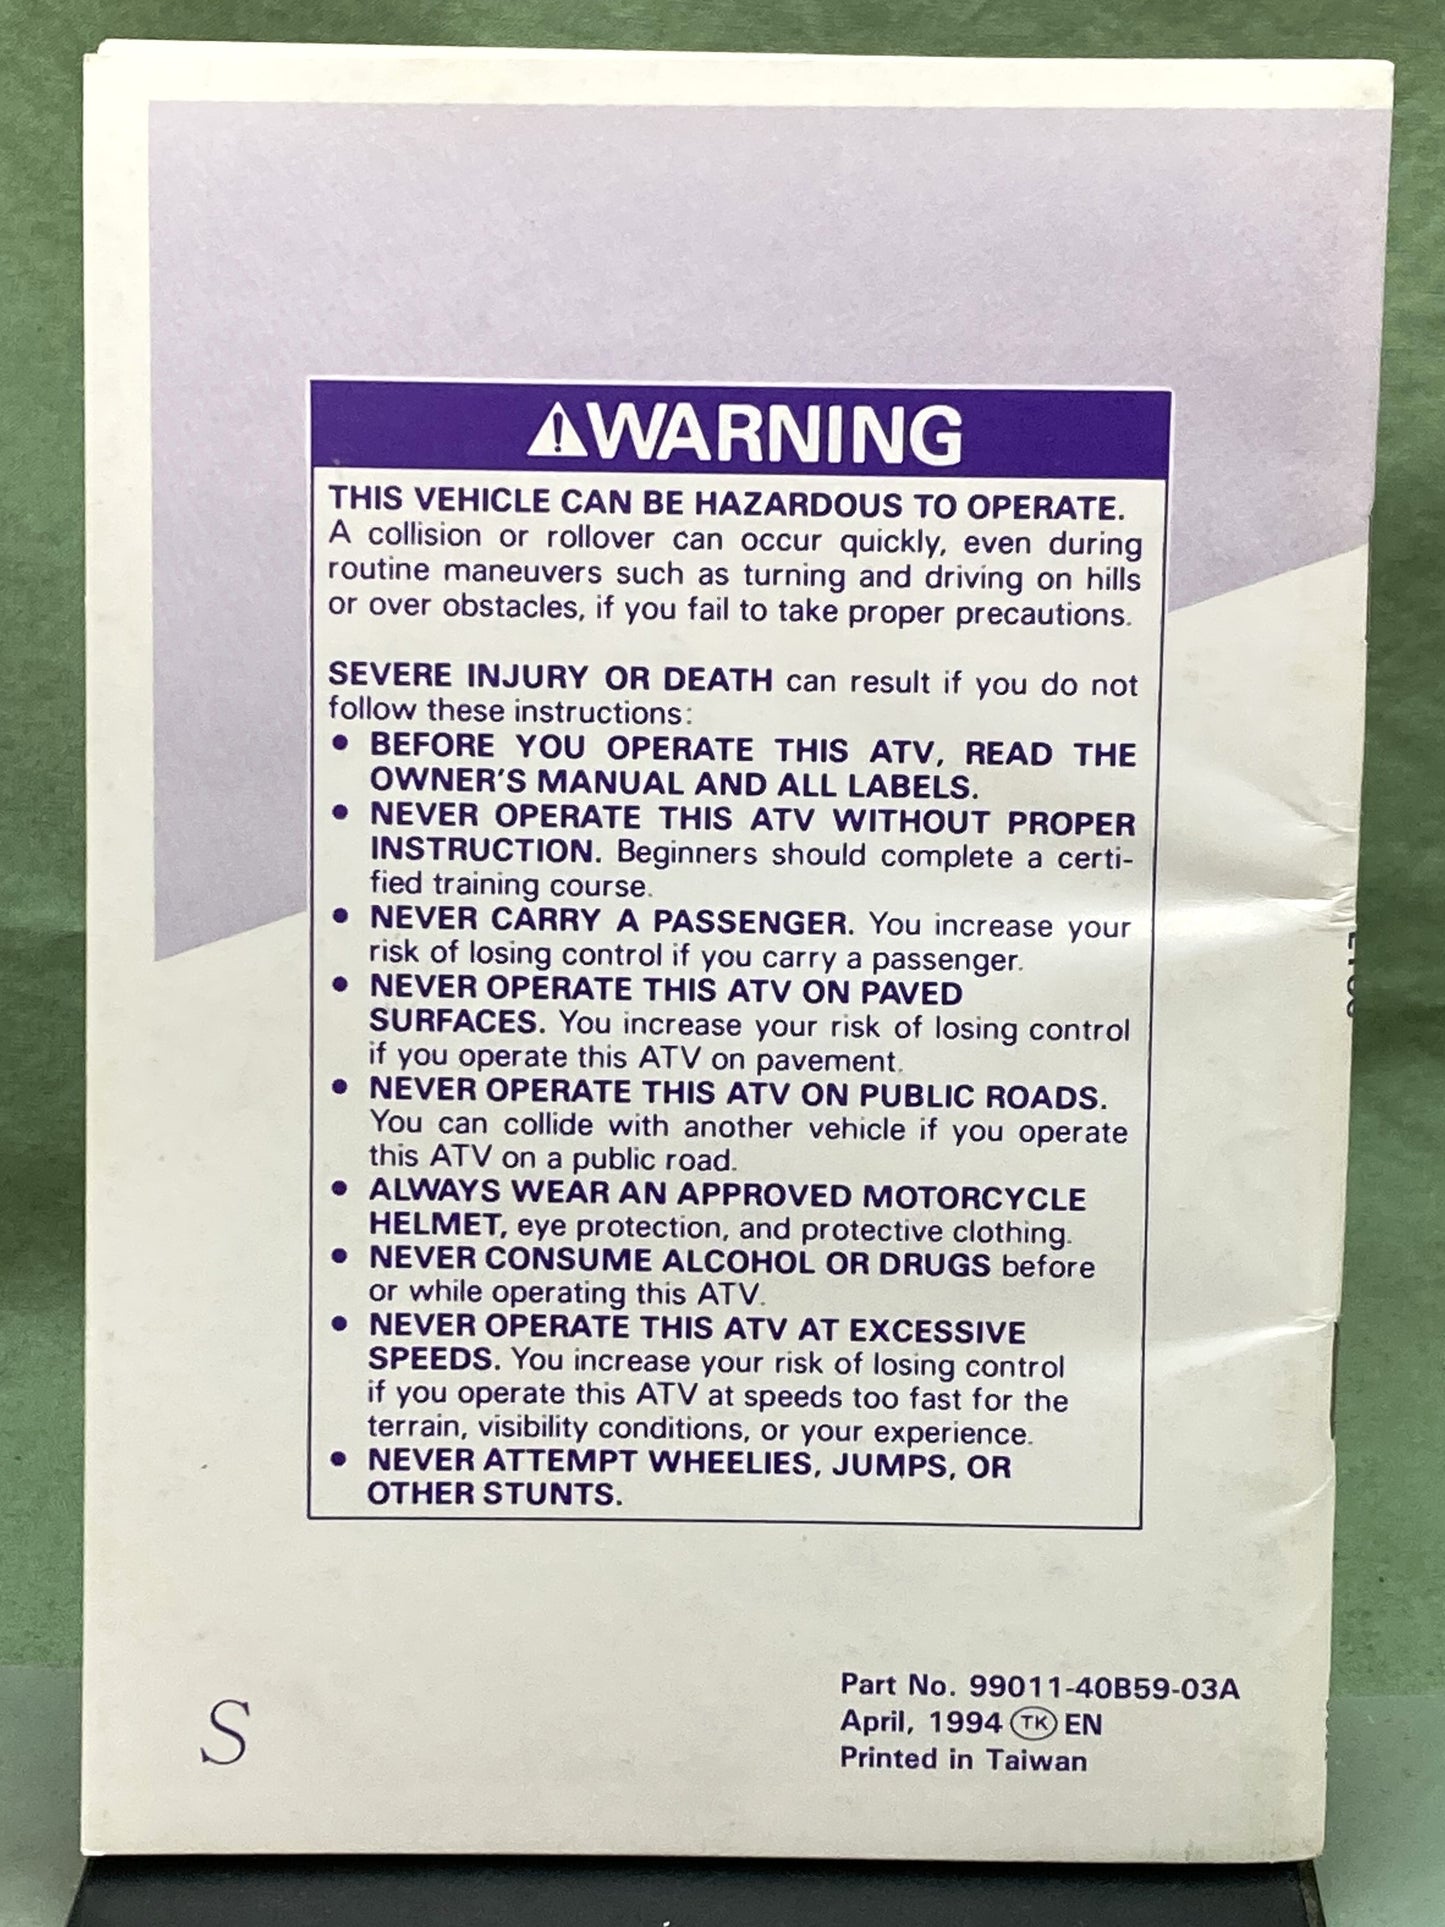 WARNING
THIS VEHICLE CAN BE HAZARDOUS TO OPERATE.
A collision or rollover can occur quickly, even during
routine maneuvers such as turning and driving on hills
or over obstacles, if you fail to take proper precautions.
SEVERE INJURY OR DEATH can result if you do not
follow these instructions:
• BEFORE YOU OPERATE THIS ATV, READ THE
OWNER'S MANUAL AND ALL LABELS.
• NEVER OPERATE THIS ATV WITHOUT PROPER
INSTRUCTION. Beginners should complete a certi-
fied training course.
• NEVER CARRY A PASSENGER. You increase your
risk of losing control if you carry a passenger.
• NEVER OPERATE THIS ATV ON PAVED
SURFACES. You increase your risk of losing control
if you operate this ATV on pavement.
• NEVER OPERATE THIS ATV ON PUBLIC ROADS.
You can collide with another vehicle if you operate
this ATV on a public road.
• ALWAYS WEAR AN APPROVED MOTORCYCLE
HELMET, eye protection, and protective clothing.
• NEVER CONSUME ALCOHOL OR DRUGS before
or while operating this ATV.
• NEVER OPERATE THIS ATV AT EXCESSIVE
SPEEDS. You increase your risk of losing control
if you operate this ATV at speeds too fast for the
terrain, visibility conditions, or your experience.
• NEVER ATTEMPT WHEELIES, JUMPS, OR
OTHER STUNTS.
S
Part No. 99011-40B59-03A
April, 1994 TK EN
Printed in Taiwan